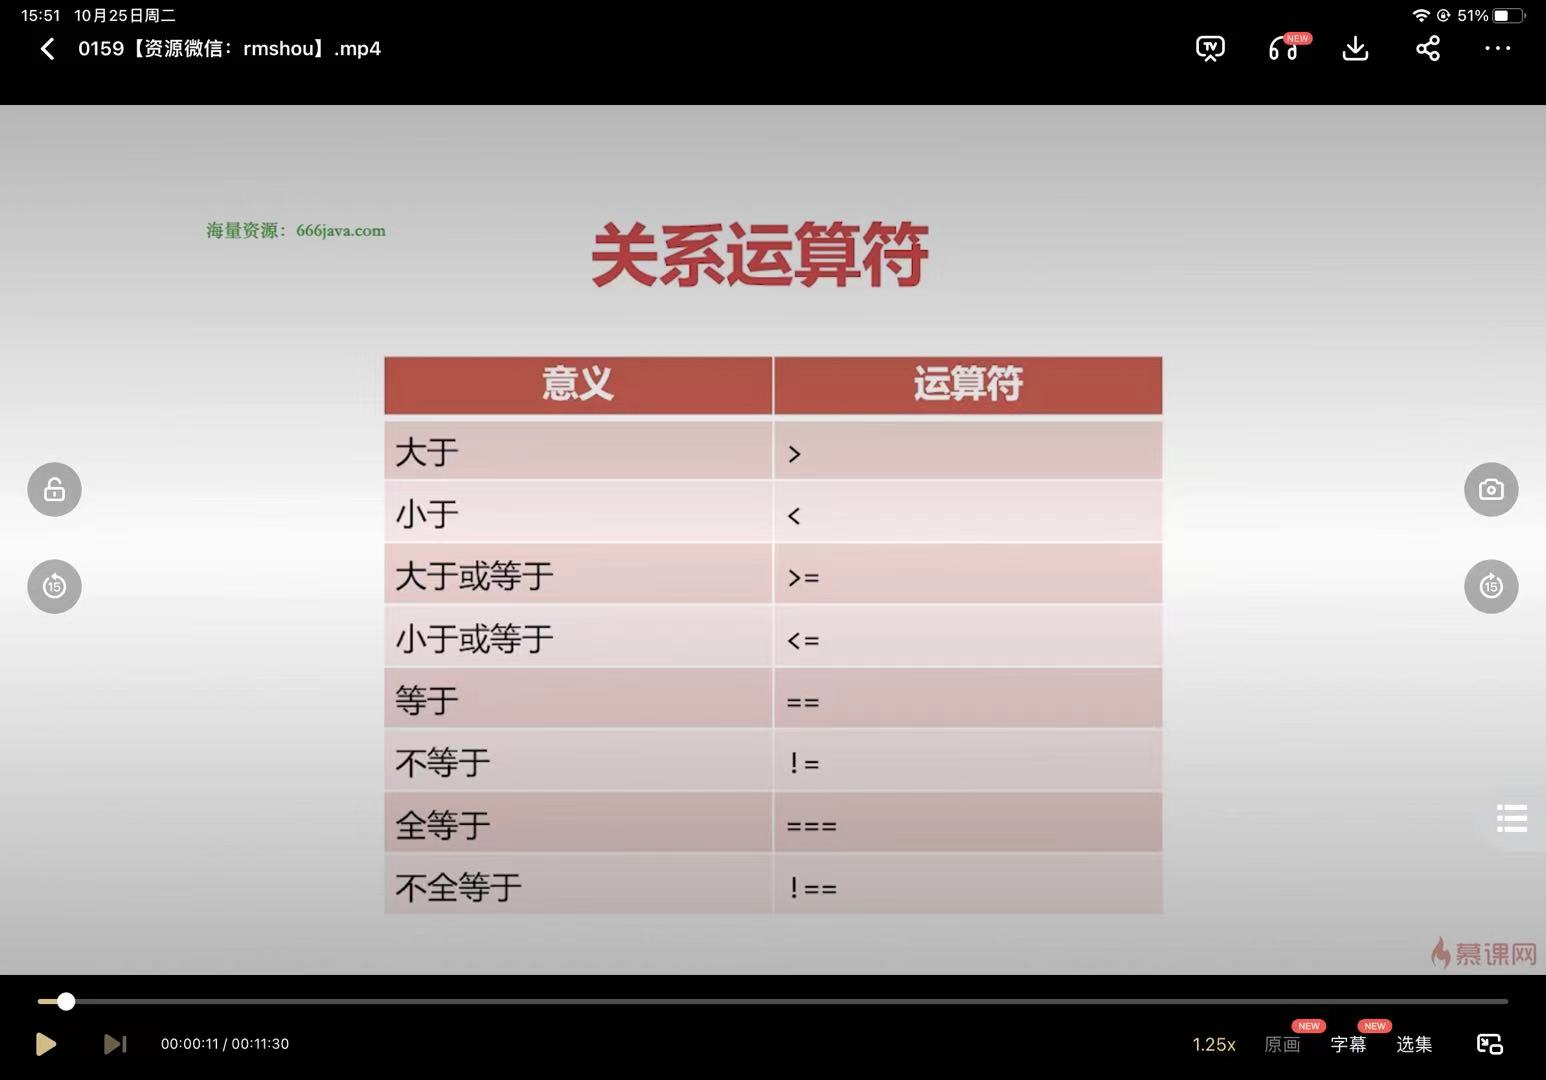 15:51 10月25日周二
51%
0159【资源微信：rmshou】.mp4
TV
NEW
海量资源：666java.com
关系运算符
意义 运算符
大于 >
小于 <
大于或等于 >=
小于或等于 <=
等于 ==
不等于 !=
全等于 ===
不全等于 !==
15
15
慕课网
00:00:11 / 00:11:30
1.25x
原画
NEW
字幕
NEW
选集